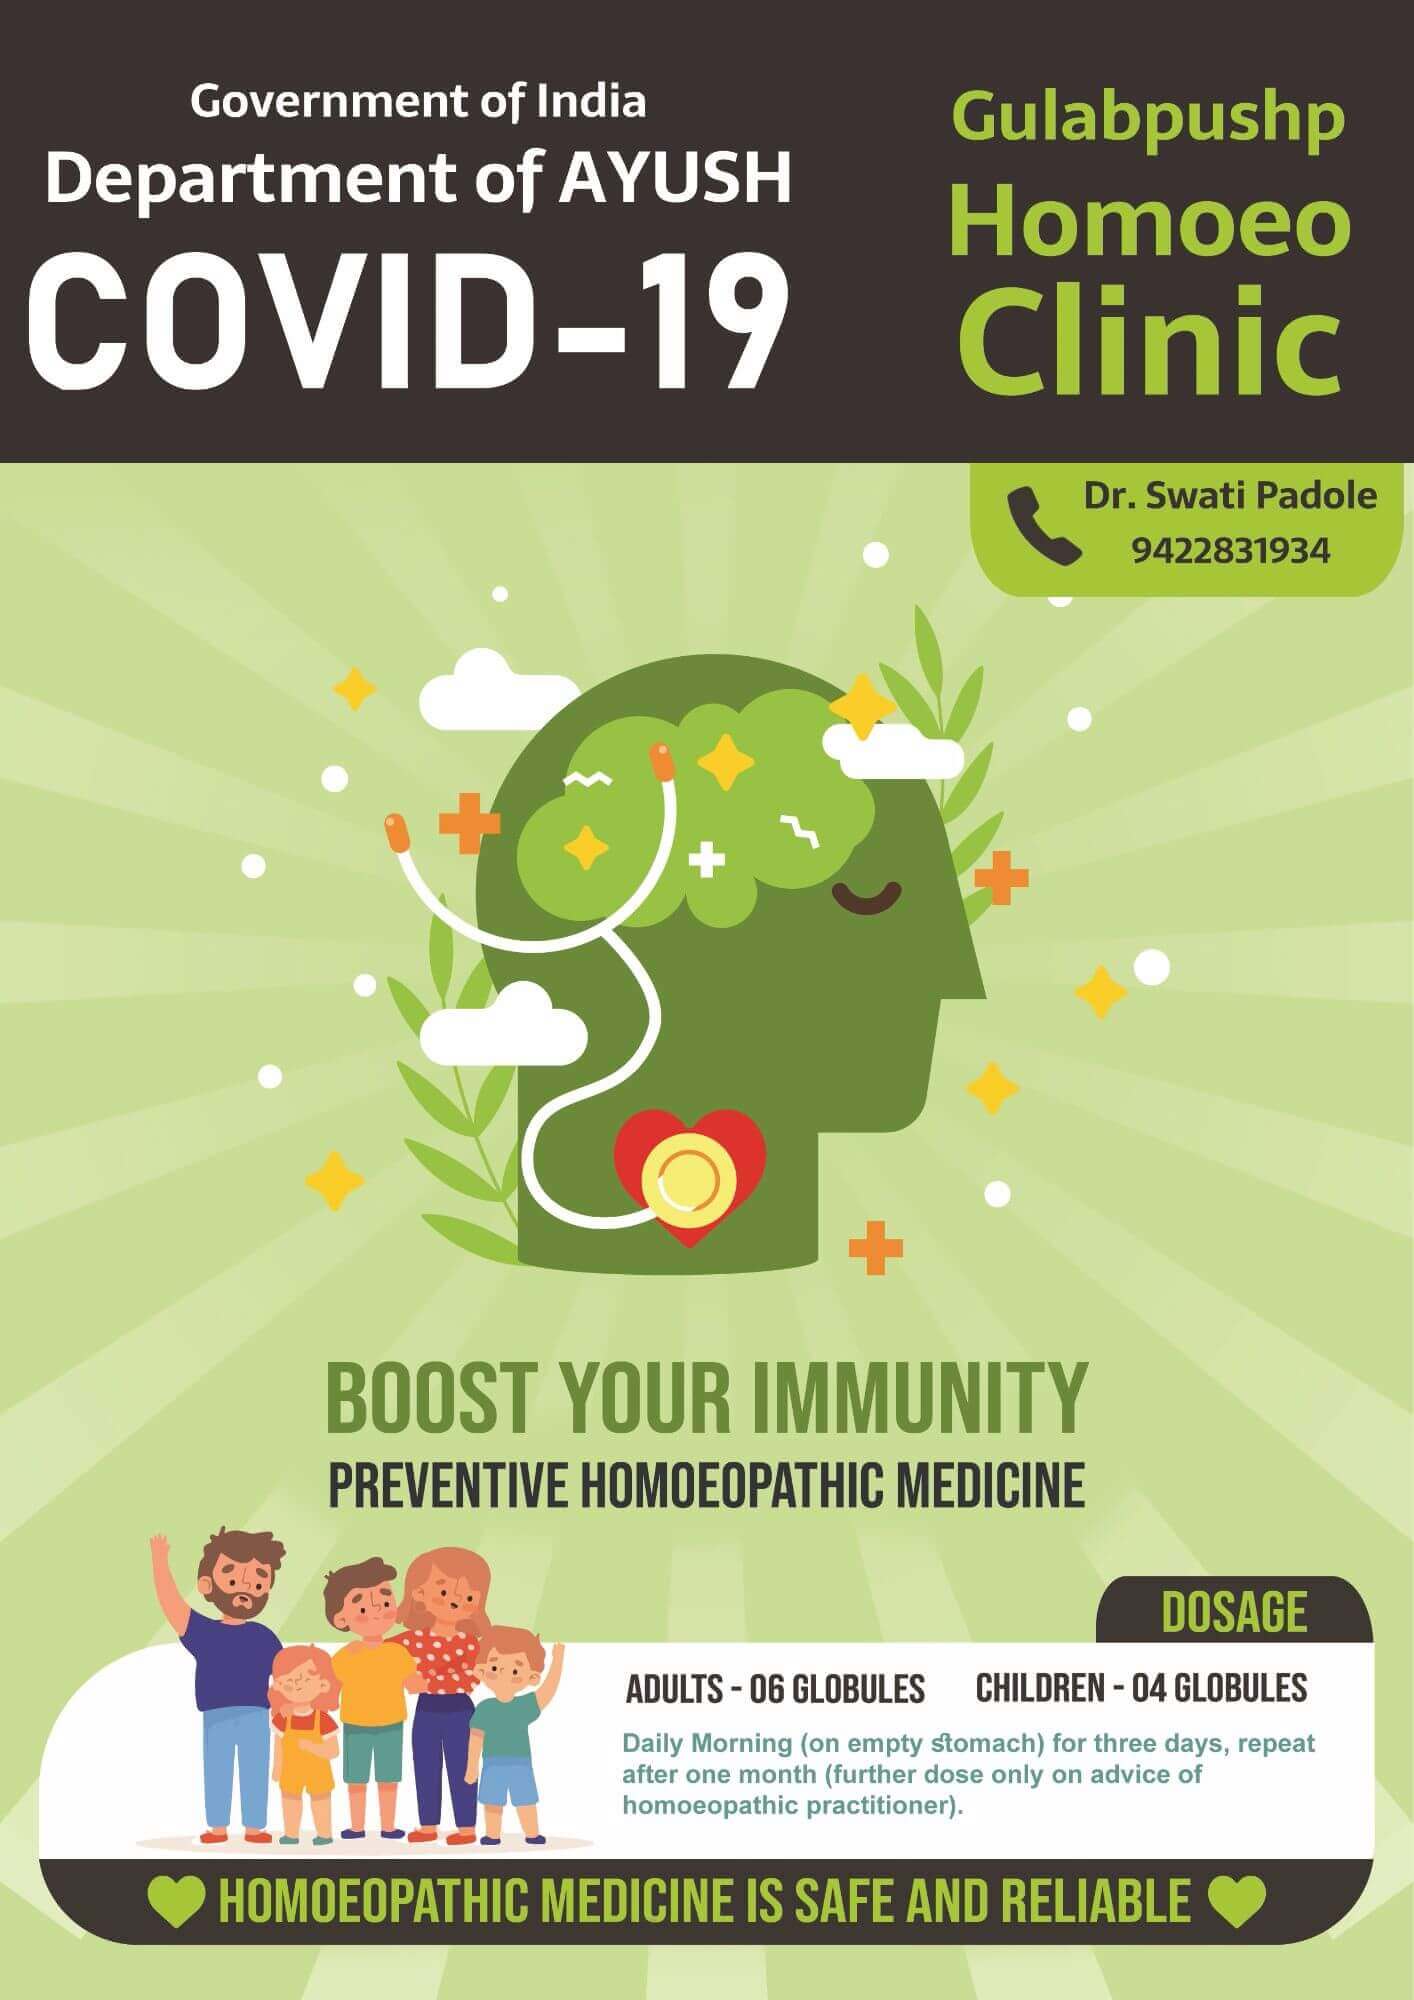 Government of India
Department of AYUSH
COVID-19
Gulabpushp
Homoeo
Clinic
Dr. Swati Padole
9422831934
BOOST YOUR IMMUNITY
PREVENTIVE HOMOEOPATHIC MEDICINE
DOSAGE
ADULTS - 06 GLOBULES
CHILDREN - 04 GLOBULES
Daily Morning (on empty stomach) for three days, repeat
after one month (further dose only on advice of
homoeopathic practitioner).
HOMOEOPATHIC MEDICINE IS SAFE AND RELIABLE